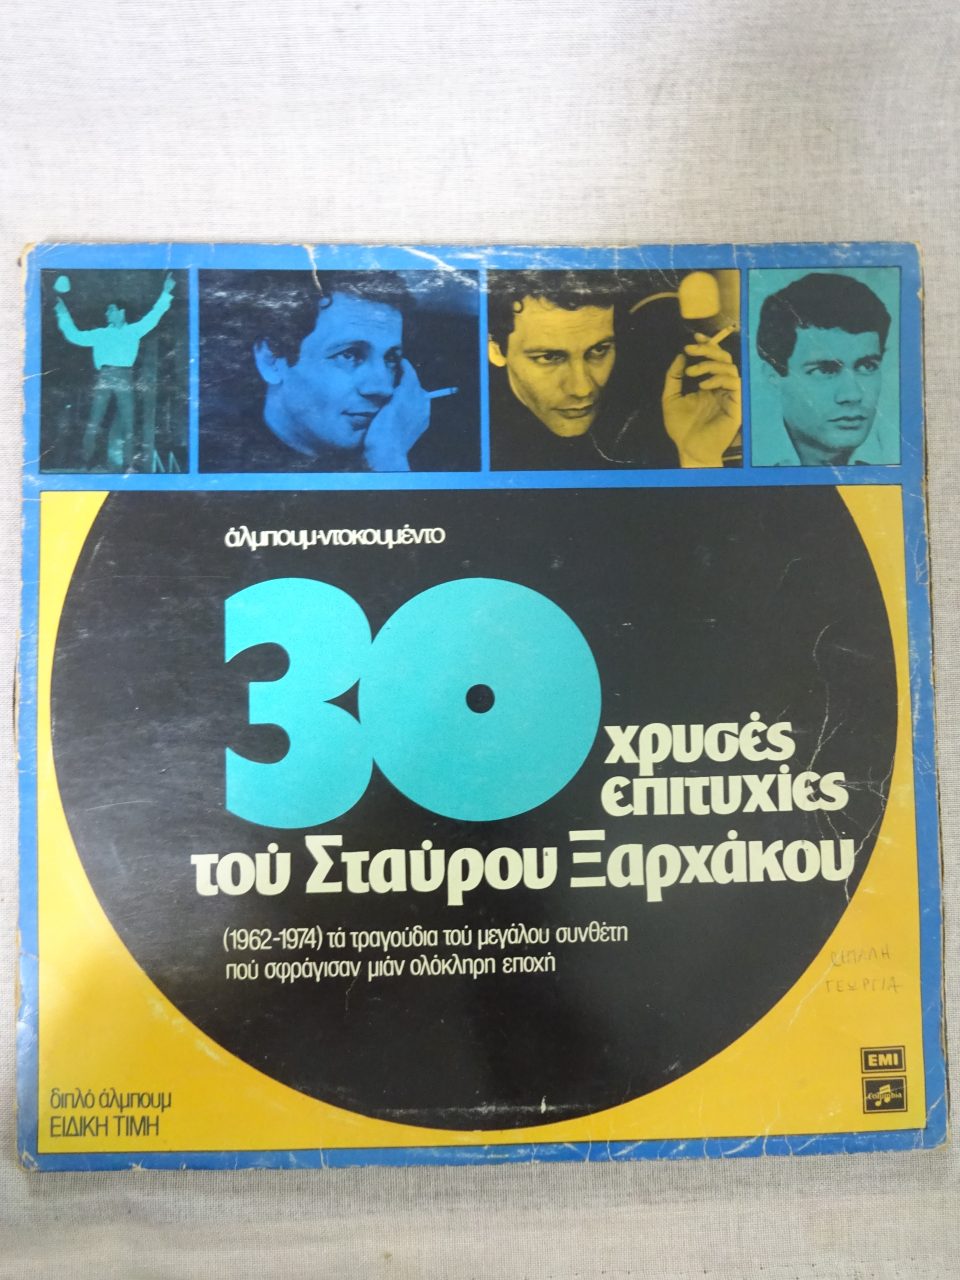 άλμπουμ-ντοκουμέντο
30
χρυσές
επιτυχίες
τού Σταύρου Ξαρχάκου
(1962-1974) τά τραγούδια τού μεγάλου συνθέτη
πού σφράγισαν μιάν ολόκληρη εποχή
ΓΕΩΡΓΙΑ
EMI
Columbia
διπλό άλμπουμ
ΕΙΔΙΚΗ ΤΙΜΗ